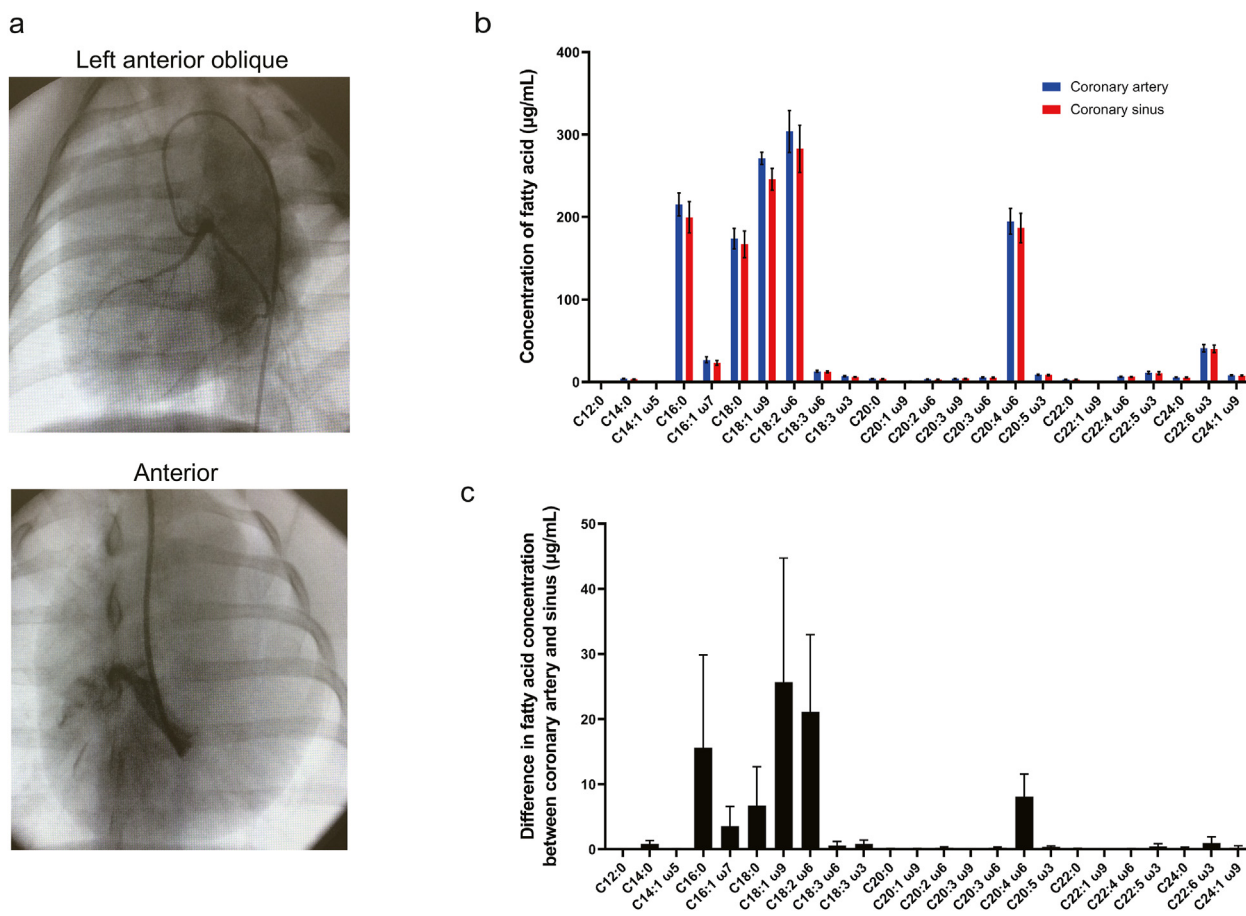 a
Left anterior oblique
Anterior
b
Concentration of fatty acid (µg/mL)
400
300
200
100
0
Coronary artery
Coronary sinus
C12:0
C14:0
C14:1 ω5
C16:0
C16:1 ω7
C18:0
C18:1 ω9
C18:2 ω6
C18:3 ω6
C18:3 ω3
C20:0
C20:1 ω9
C20:2 ω6
C20:3 ω9
C20:3 ω6
C20:4 ω6
C20:5 ω3
C22:0
C22:1 ω9
C22:4 ω6
C22:5 ω3
C24:0
C22:6 ω3
C24:1 ω9
c
Difference in fatty acid concentration
between coronary artery and sinus (µg/mL)
50
40
30
20
10
0
C12:0
C14:0
C14:1 ω5
C16:0
C16:1 ω7
C18:0
C18:1 ω9
C18:2 ω6
C18:3 ω6
C18:3 ω3
C20:0
C20:1 ω9
C20:2 ω6
C20:3 ω9
C20:3 ω6
C20:4 ω6
C20:5 ω3
C22:0
C22:1 ω9
C22:4 ω6
C22:5 ω3
C24:0
C22:6 ω3
C24:1 ω9